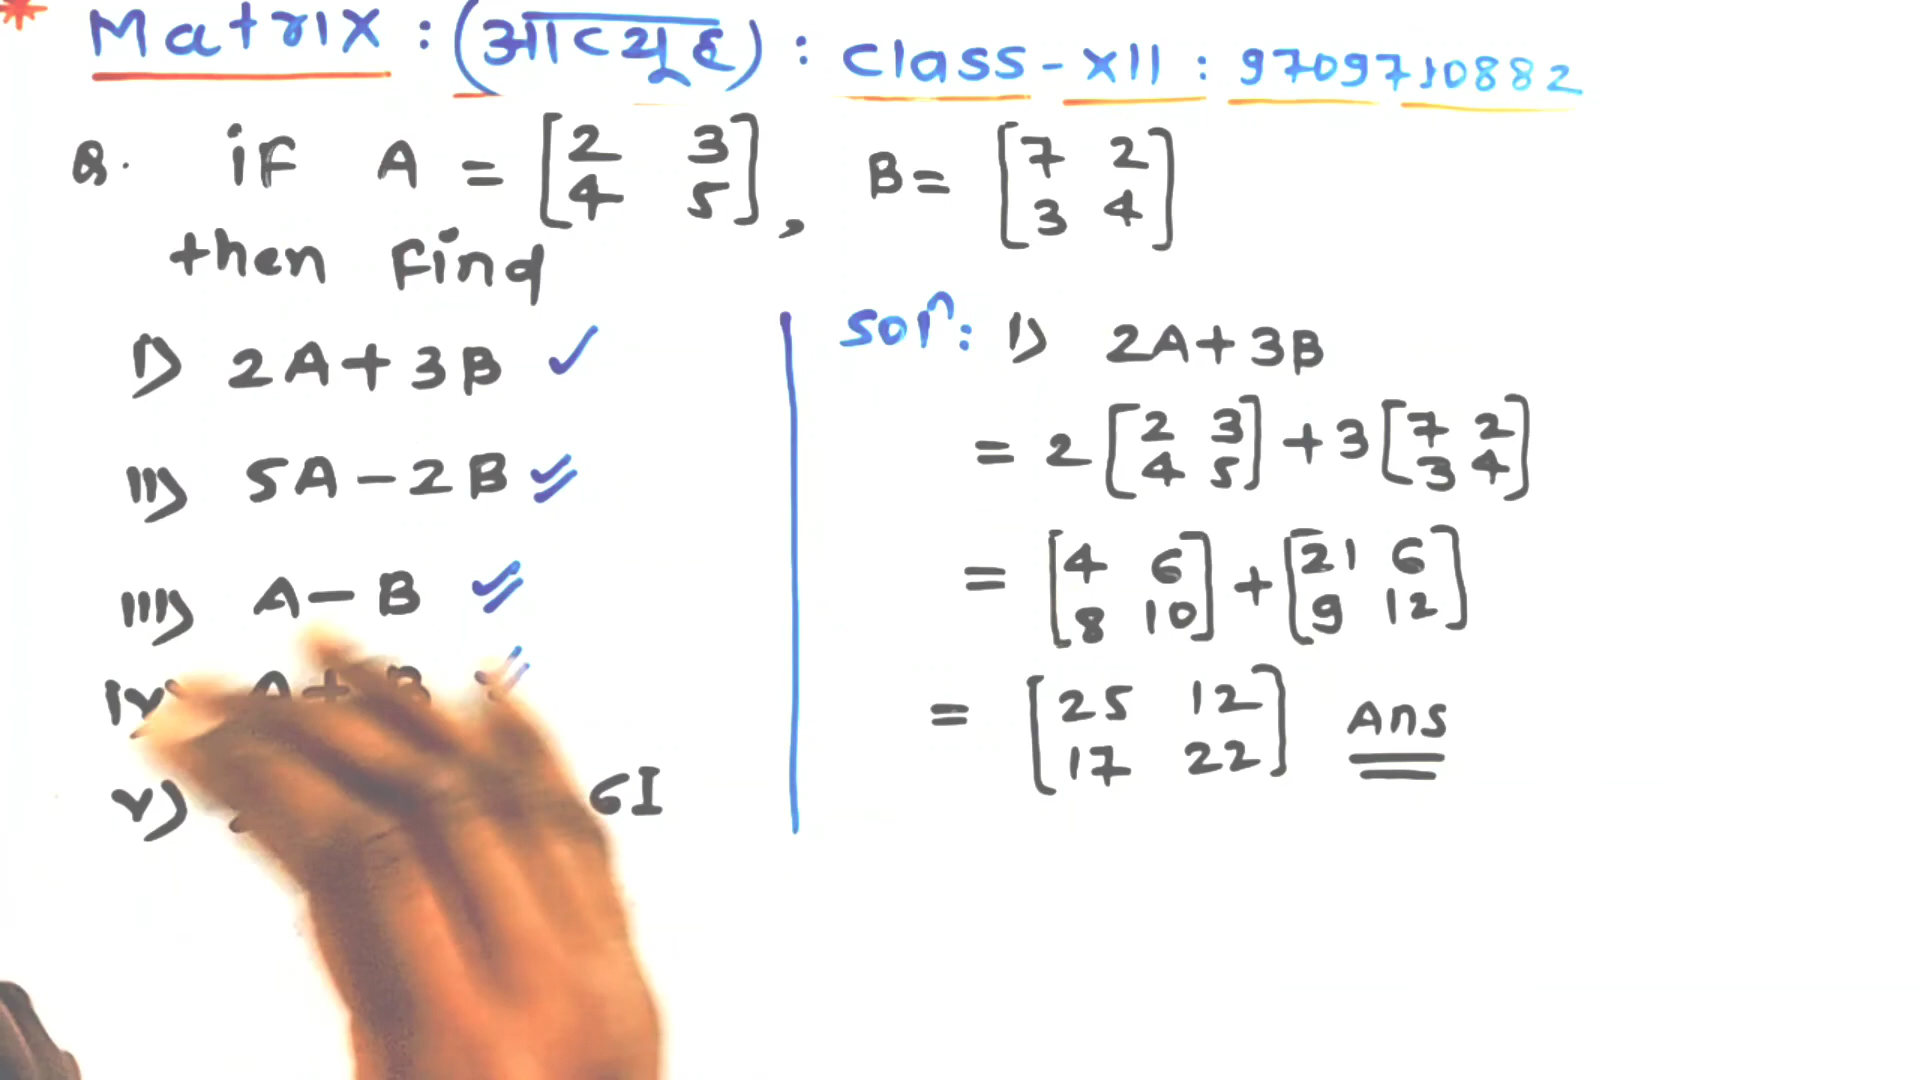 Matrix : (आव्यूह) : Class-XII : 9709710882
Q. if A = [2 3 4 5], B = [7 2 3 4]
then find
i) 2A+3B ✓
ii) 5A-2B
iii) A-B
iv) A+B
v) 6I
Solⁿ: i) 2A+3B
= 2 [2 3 4 5] + 3 [7 2 3 4]
= [4 6 8 10] + [21 6 9 12]
= [25 12 17 22] Ans